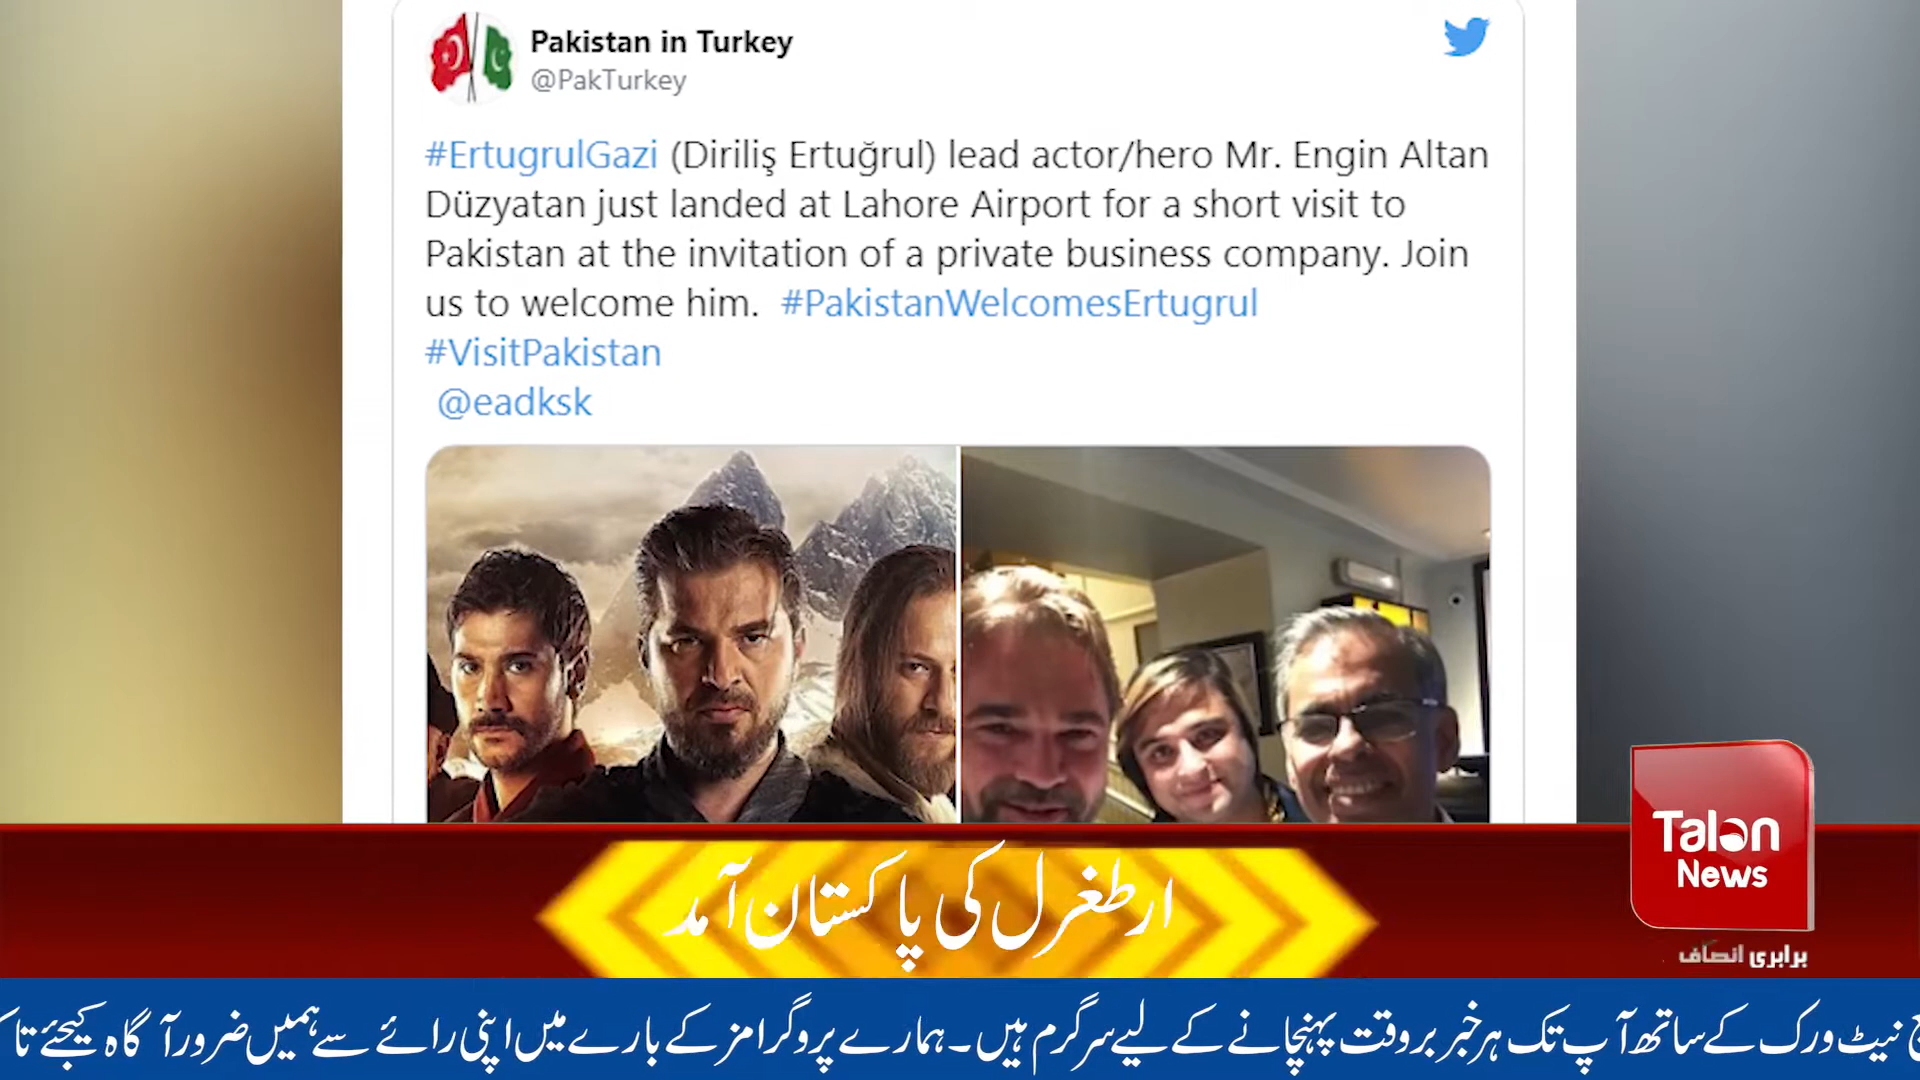 Pakistan in Turkey
@PakTurkey
#ErtugrulGazi (Diriliş Ertuğrul) lead actor/hero Mr. Engin Altan
Düzyatan just landed at Lahore Airport for a short visit to
Pakistan at the invitation of a private business company. Join
us to welcome him. #PakistanWelcomesErtugrul
#VisitPakistan
@eadksk
Talon
News
برابری انصاف
ارطغرل کی پاکستان آمد
نیٹ ورک کے ساتھ آپ تک ہر خبر بروقت پہنچانے کے لیے سرگرم ہیں۔ ہمارے پروگرامز کے بارے میں اپنی رائے سے ہمیں ضرور آگاہ کیجئے